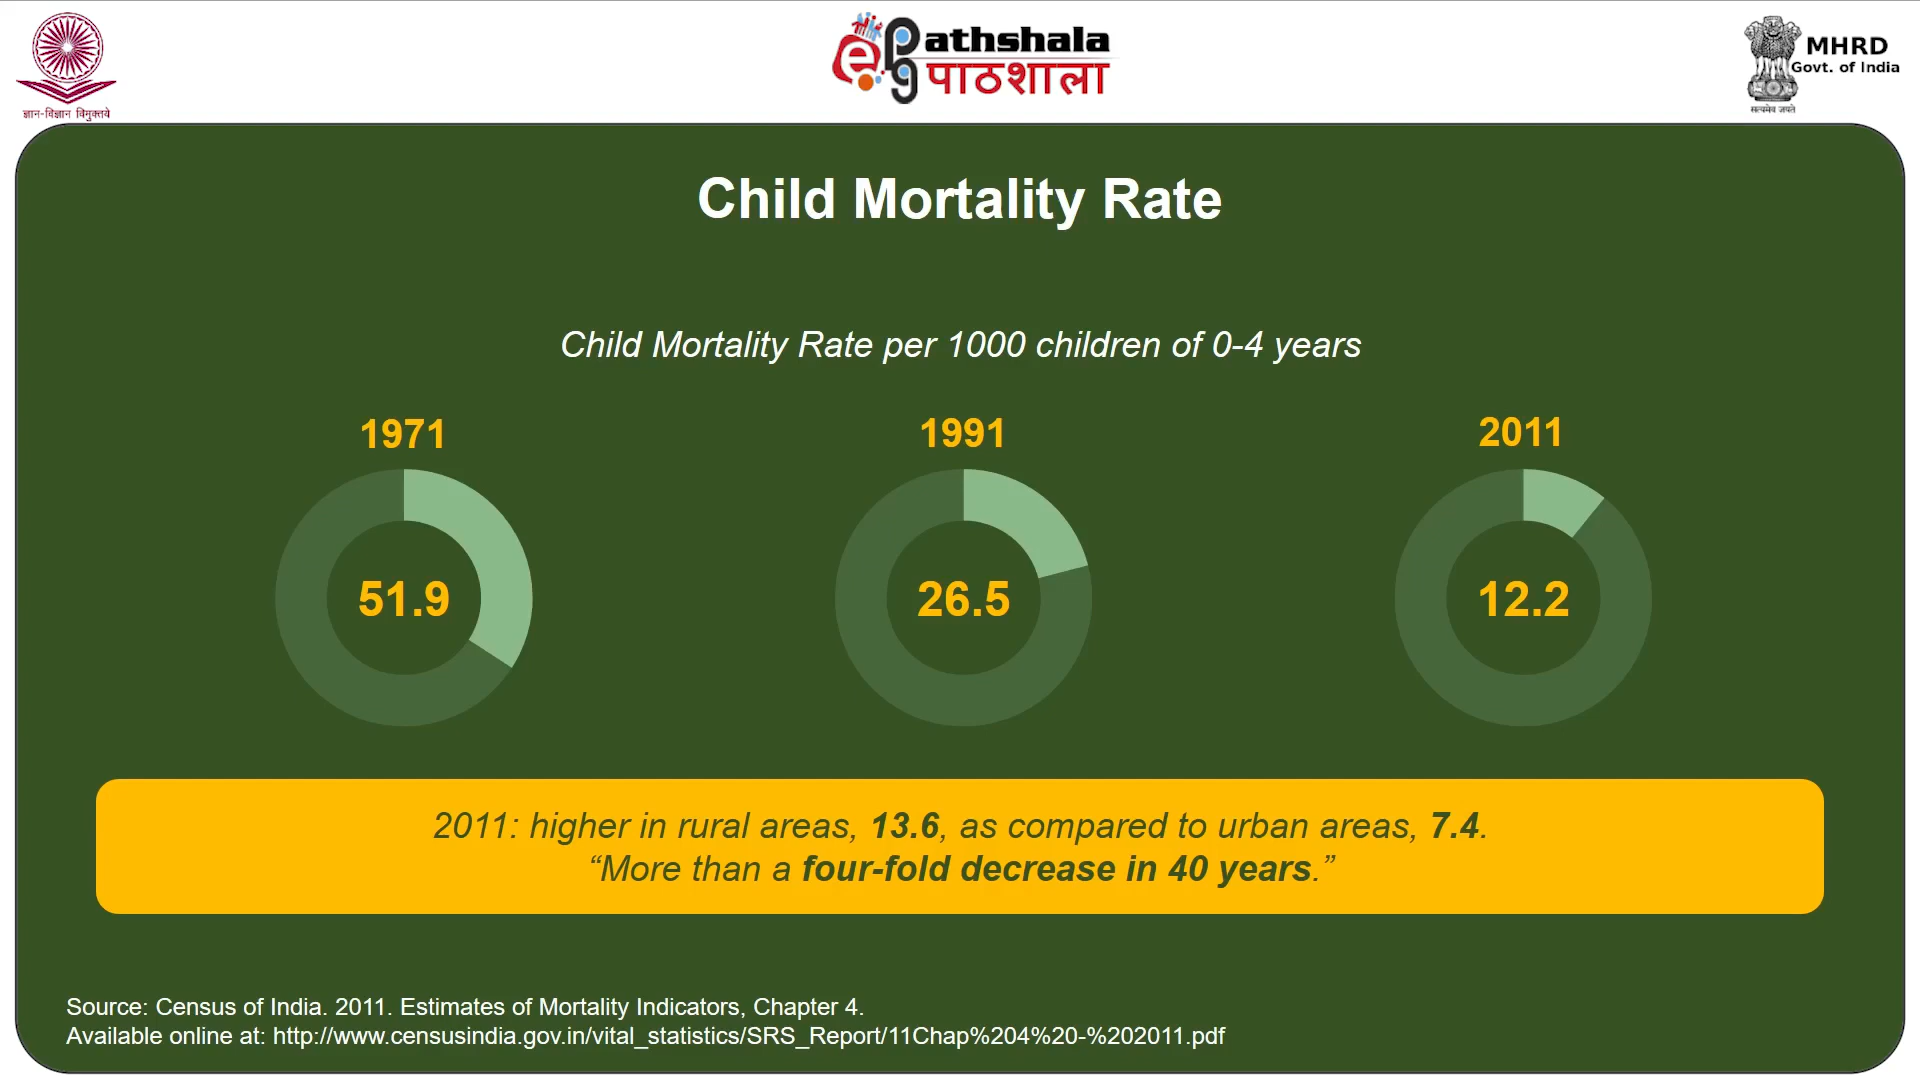 ज्ञान-विज्ञान विमुक्तये
ePathshala
पाठशाला
MHRD
Govt. of India
सत्यमेव जयते
Child Mortality Rate
Child Mortality Rate per 1000 children of 0-4 years
1971
1991
2011
51.9
26.5
12.2
2011: higher in rural areas, 13.6, as compared to urban areas, 7.4.
“More than a four-fold decrease in 40 years.”
Source: Census of India. 2011. Estimates of Mortality Indicators, Chapter 4.
Available online at: http://www.censusindia.gov.in/vital_statistics/SRS_Report/11Chap%204%20-%202011.pdf